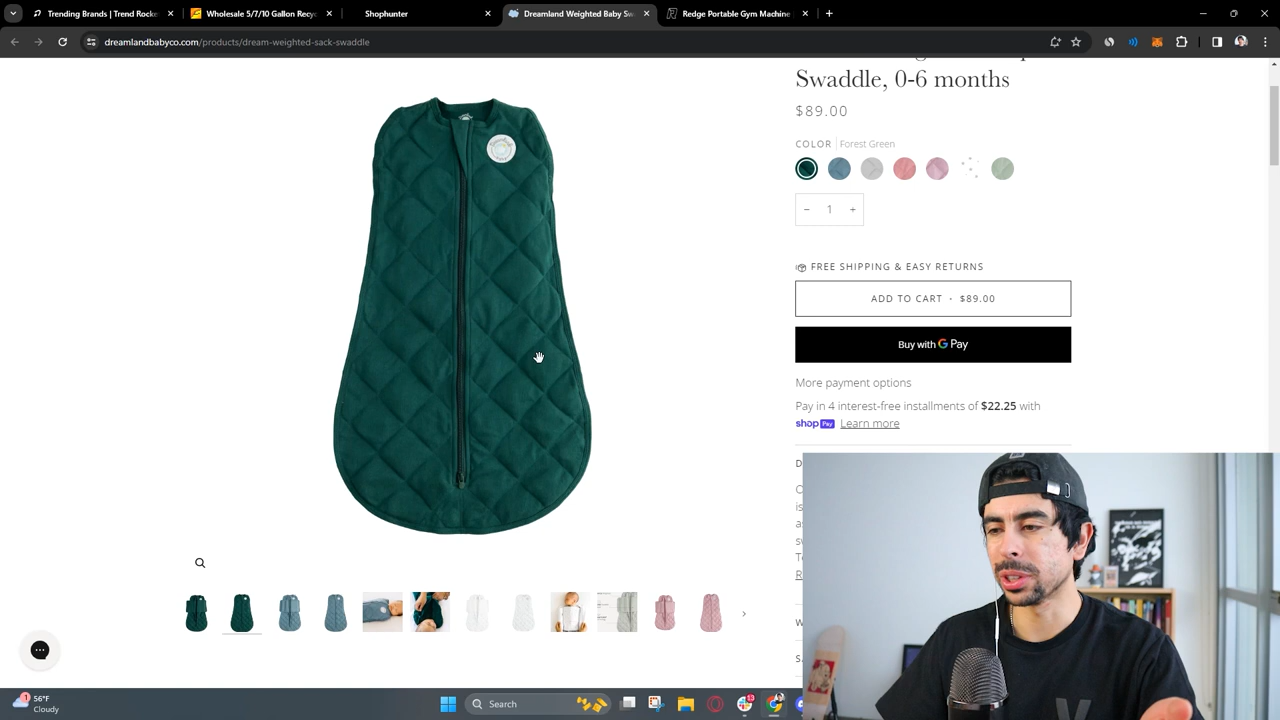 Trending Brands | Trend Rocke
Wholesale 5/7/10 Gallon Recyc
Shophunter
Dreamland Weighted Baby Sw
Redge Portable Gym Machine
dreamlandbabyco.com/products/dream-weighted-sack-swaddle
Swaddle, 0-6 months
$89.00
COLOR | Forest Green
− 1 +
FREE SHIPPING & EASY RETURNS
ADD TO CART · $89.00
Buy with G Pay
More payment options
Pay in 4 interest-free installments of $22.25 with
shop Pay Learn more
56°F
Cloudy
Search